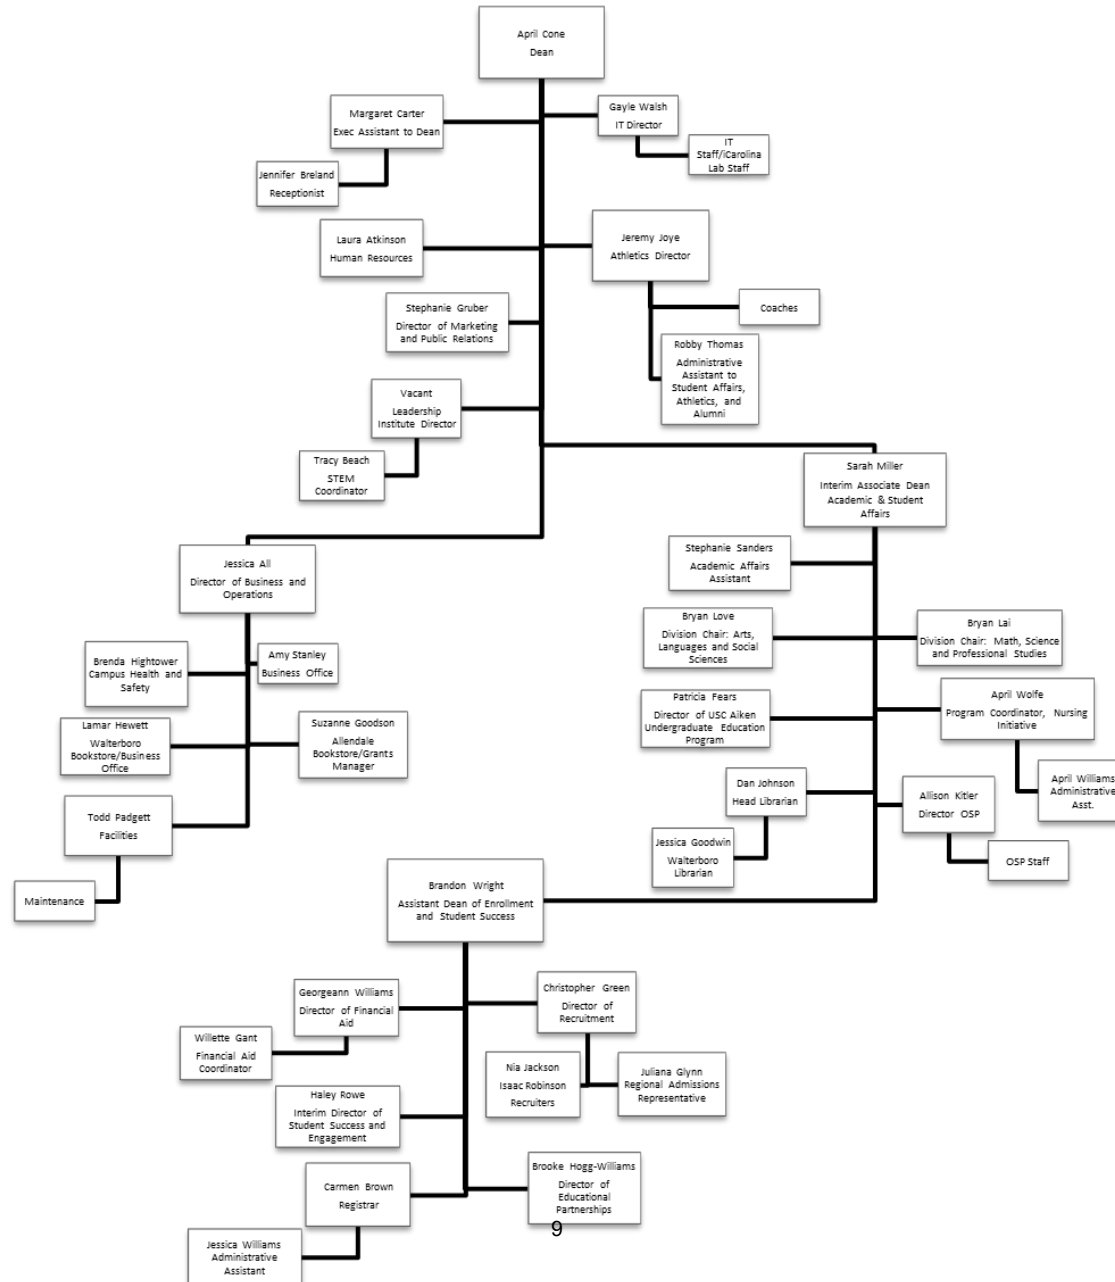 April Cone
Dean
Margaret Carter
Exec Assistant to Dean
Gayle Walsh
IT Director
IT
Staff/iCarolina
Lab Staff
Jennifer Breland
Receptionist
Laura Atkinson
Human Resources
Jeremy Joye
Athletics Director
Stephanie Gruber
Director of Marketing
and Public Relations
Coaches
Robby Thomas
Administrative
Assistant to
Student Affairs,
Athletics, and
Alumni
Vacant
Leadership
Institute Director
Tracy Beach
STEM
Coordinator
Sarah Miller
Interim Associate Dean
Academic & Student
Affairs
Jessica All
Director of Business and
Operations
Stephanie Sanders
Academic Affairs
Assistant
Bryan Love
Division Chair: Arts,
Languages and Social
Sciences
Bryan Lai
Division Chair: Math, Science
and Professional Studies
Brenda Hightower
Campus Health and
Safety
Amy Stanley
Business Office
Patricia Fears
Director of USC Aiken
Undergraduate Education
Program
April Wolfe
Program Coordinator, Nursing
Initiative
Lamar Hewett
Walterboro
Bookstore/Business
Office
Suzanne Goodson
Allendale
Bookstore/Grants
Manager
Dan Johnson
Head Librarian
April Williams
Administrative
Asst.
Allison Kitler
Director OSP
Todd Padgett
Facilities
Jessica Goodwin
Walterboro
Librarian
OSP Staff
Maintenance
Brandon Wright
Assistant Dean of Enrollment
and Student Success
Georgeann Williams
Director of Financial
Aid
Christopher Green
Director of
Recruitment
Willette Gant
Financial Aid
Coordinator
Nia Jackson
Isaac Robinson
Recruiters
Juliana Glynn
Regional Admissions
Representative
Haley Rowe
Interim Director of
Student Success and
Engagement
Carmen Brown
Registrar
Brooke Hogg-Williams
Director of
Educational
Partnerships
9
Jessica Williams
Administrative
Assistant